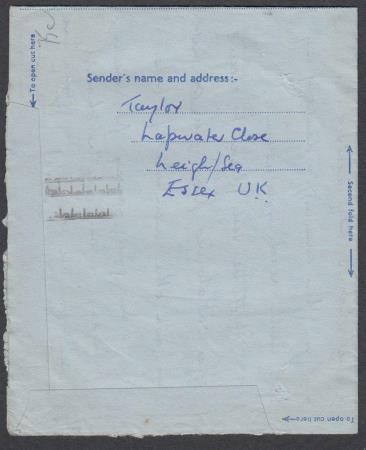 To open cut here
Sender's name and address:-
Taylor
Lapwater Close
Leigh/Sea
Essex UK
Second fold here
To open cut here